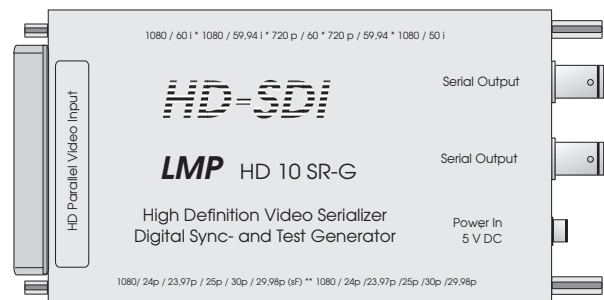 1080 / 60 i * 1080 / 59,94 i * 720 p / 60 * 720 p / 59,94 * 1080 / 50 i
HD Parallel Video Input
HD-SDI
Serial Output
LMP HD 10 SR-G
Serial Output
High Definition Video Serializer
Digital Sync- and Test Generator
Power In
5 V DC
1080/ 24p / 23,97p / 25p / 30p / 29,98p (sF) ** 1080 / 24p /23,97p /25p /30p /29,98p